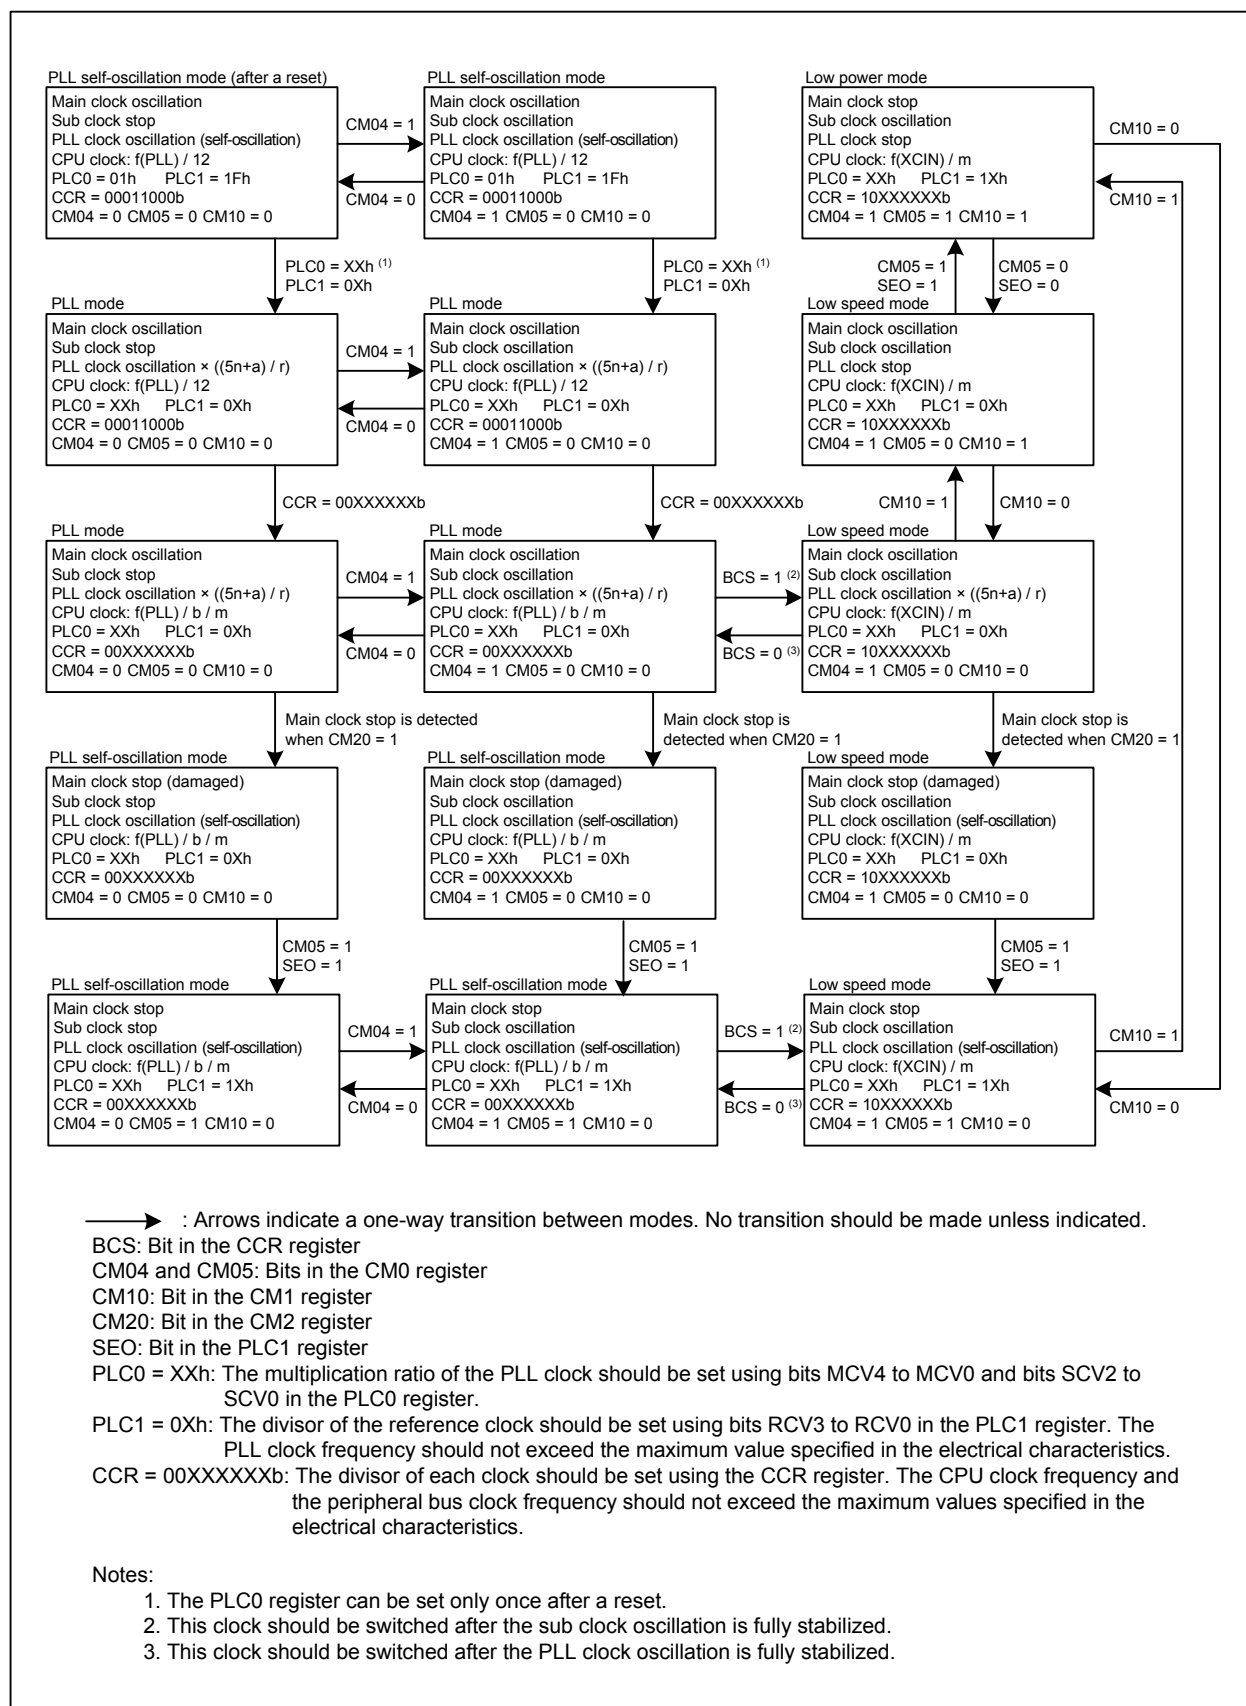 PLL self-oscillation mode (after a reset)
Main clock oscillation
Sub clock stop
PLL clock oscillation (self-oscillation)
CPU clock: f(PLL) / 12
PLC0 = 01h PLC1 = 1Fh
CCR = 00011000b
CM04 = 0 CM05 = 0 CM10 = 0
CM04 = 1
CM04 = 0
PLL self-oscillation mode
Main clock oscillation
Sub clock oscillation
PLL clock oscillation (self-oscillation)
CPU clock: f(PLL) / 12
PLC0 = 01h PLC1 = 1Fh
CCR = 00011000b
CM04 = 1 CM05 = 0 CM10 = 0
Low power mode
Main clock stop
Sub clock oscillation
PLL clock stop
CPU clock: f(XCIN) / m
PLC0 = XXh PLC1 = 1Xh
CCR = 10XXXXXXb
CM04 = 1 CM05 = 1 CM10 = 1
CM10 = 0
CM10 = 1
PLC0 = XXh (1)
PLC1 = 0Xh
PLC0 = XXh (1)
PLC1 = 0Xh
CM05 = 1
SEO = 1
CM05 = 0
SEO = 0
PLL mode
Main clock oscillation
Sub clock stop
PLL clock oscillation × ((5n+a) / r)
CPU clock: f(PLL) / 12
PLC0 = XXh PLC1 = 0Xh
CCR = 00011000b
CM04 = 0 CM05 = 0 CM10 = 0
CM04 = 1
CM04 = 0
PLL mode
Main clock oscillation
Sub clock oscillation
PLL clock oscillation × ((5n+a) / r)
CPU clock: f(PLL) / 12
PLC0 = XXh PLC1 = 0Xh
CCR = 00011000b
CM04 = 1 CM05 = 0 CM10 = 0
Low speed mode
Main clock oscillation
Sub clock oscillation
PLL clock stop
CPU clock: f(XCIN) / m
PLC0 = XXh PLC1 = 0Xh
CCR = 10XXXXXXb
CM04 = 1 CM05 = 0 CM10 = 1
CCR = 00XXXXXXb
CCR = 00XXXXXXb
CM10 = 1
CM10 = 0
PLL mode
Main clock oscillation
Sub clock stop
PLL clock oscillation × ((5n+a) / r)
CPU clock: f(PLL) / b / m
PLC0 = XXh PLC1 = 0Xh
CCR = 00XXXXXXb
CM04 = 0 CM05 = 0 CM10 = 0
CM04 = 1
CM04 = 0
PLL mode
Main clock oscillation
Sub clock oscillation
PLL clock oscillation × ((5n+a) / r)
CPU clock: f(PLL) / b / m
PLC0 = XXh PLC1 = 0Xh
CCR = 00XXXXXXb
CM04 = 1 CM05 = 0 CM10 = 0
BCS = 1 (2)
BCS = 0 (3)
Low speed mode
Main clock oscillation
Sub clock oscillation
PLL clock oscillation × ((5n+a) / r)
CPU clock: f(XCIN) / m
PLC0 = XXh PLC1 = 0Xh
CCR = 10XXXXXXb
CM04 = 1 CM05 = 0 CM10 = 0
Main clock stop is detected
when CM20 = 1
Main clock stop is
detected when CM20 = 1
Main clock stop is
detected when CM20 = 1
PLL self-oscillation mode
Main clock stop (damaged)
Sub clock stop
PLL clock oscillation (self-oscillation)
CPU clock: f(PLL) / b / m
PLC0 = XXh PLC1 = 0Xh
CCR = 00XXXXXXb
CM04 = 0 CM05 = 0 CM10 = 0
PLL self-oscillation mode
Main clock stop (damaged)
Sub clock oscillation
PLL clock oscillation (self-oscillation)
CPU clock: f(PLL) / b / m
PLC0 = XXh PLC1 = 0Xh
CCR = 00XXXXXXb
CM04 = 1 CM05 = 0 CM10 = 0
Low speed mode
Main clock stop (damaged)
Sub clock oscillation
PLL clock oscillation (self-oscillation)
CPU clock: f(XCIN) / m
PLC0 = XXh PLC1 = 0Xh
CCR = 10XXXXXXb
CM04 = 1 CM05 = 0 CM10 = 0
CM05 = 1
SEO = 1
CM05 = 1
SEO = 1
CM05 = 1
SEO = 1
PLL self-oscillation mode
Main clock stop
Sub clock stop
PLL clock oscillation (self-oscillation)
CPU clock: f(PLL) / b / m
PLC0 = XXh PLC1 = 1Xh
CCR = 00XXXXXXb
CM04 = 0 CM05 = 1 CM10 = 0
CM04 = 1
CM04 = 0
PLL self-oscillation mode
Main clock stop
Sub clock oscillation
PLL clock oscillation (self-oscillation)
CPU clock: f(PLL) / b / m
PLC0 = XXh PLC1 = 1Xh
CCR = 00XXXXXXb
CM04 = 1 CM05 = 1 CM10 = 0
BCS = 1 (2)
BCS = 0 (3)
Low speed mode
Main clock stop
Sub clock oscillation
PLL clock oscillation (self-oscillation)
CPU clock: f(XCIN) / m
PLC0 = XXh PLC1 = 1Xh
CCR = 10XXXXXXb
CM04 = 1 CM05 = 1 CM10 = 0
CM10 = 1
CM10 = 0
: Arrows indicate a one-way transition between modes. No transition should be made unless indicated.
BCS: Bit in the CCR register
CM04 and CM05: Bits in the CM0 register
CM10: Bit in the CM1 register
CM20: Bit in the CM2 register
SEO: Bit in the PLC1 register
PLC0 = XXh: The multiplication ratio of the PLL clock should be set using bits MCV4 to MCV0 and bits SCV2 to
SCV0 in the PLC0 register.
PLC1 = 0Xh: The divisor of the reference clock should be set using bits RCV3 to RCV0 in the PLC1 register. The
PLL clock frequency should not exceed the maximum value specified in the electrical characteristics.
CCR = 00XXXXXXb: The divisor of each clock should be set using the CCR register. The CPU clock frequency and
the peripheral bus clock frequency should not exceed the maximum values specified in the
electrical characteristics.
Notes:
1. The PLC0 register can be set only once after a reset.
2. This clock should be switched after the sub clock oscillation is fully stabilized.
3. This clock should be switched after the PLL clock oscillation is fully stabilized.